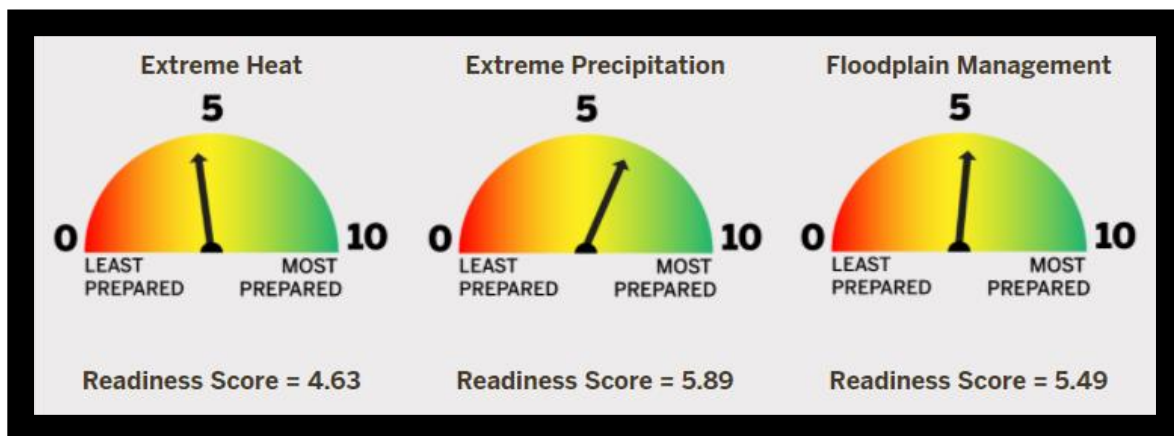 Extreme Heat
5
0
10
LEAST
PREPARED
MOST
PREPARED
Readiness Score = 4.63
Extreme Precipitation
5
0
10
LEAST
PREPARED
MOST
PREPARED
Readiness Score = 5.89
Floodplain Management
5
0
10
LEAST
PREPARED
MOST
PREPARED
Readiness Score = 5.49